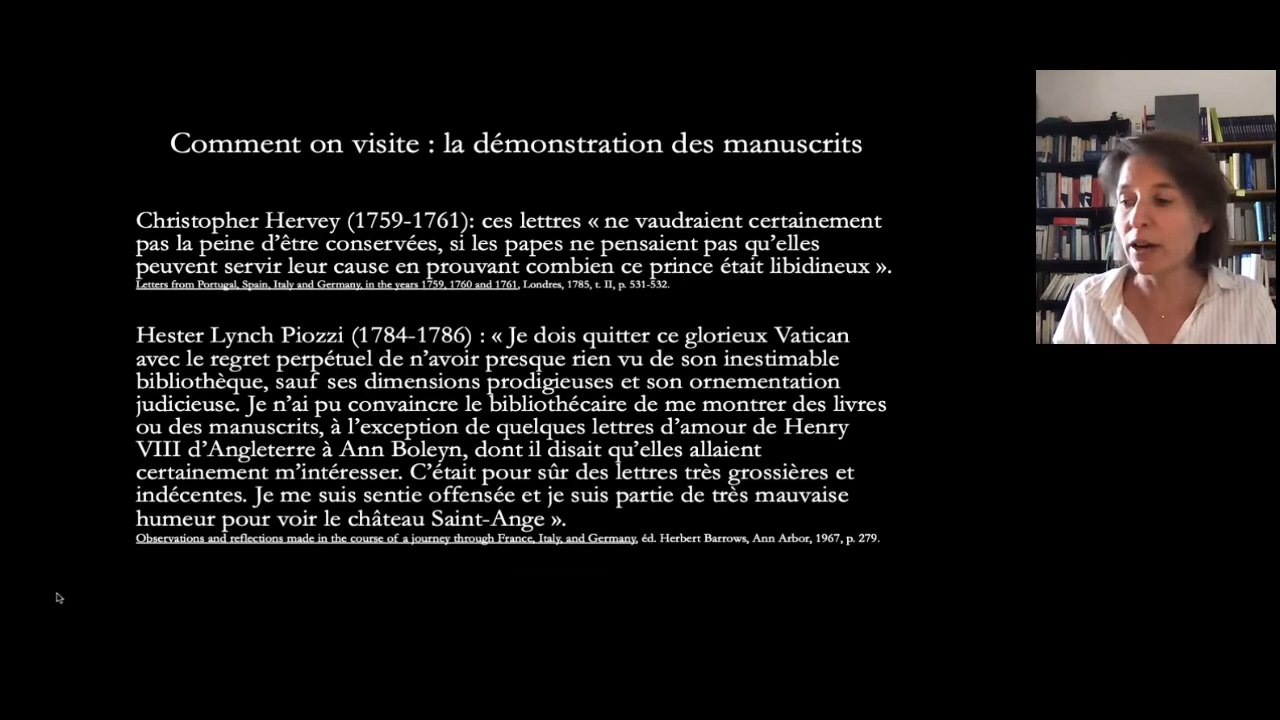 Comment on visite : la démonstration des manuscrits
Christopher Hervey (1759-1761): ces lettres « ne vaudraient certainement
pas la peine d’être conservées, si les papes ne pensaient pas qu’elles
peuvent servir leur cause en prouvant combien ce prince était libidineux ».
Letters from Portugal, Spain, Italy and Germany, in the years 1759, 1760 and 1761, Londres, 1785, t. II, p. 531-532.
Hester Lynch Piozzi (1784-1786) : « Je dois quitter ce glorieux Vatican
avec le regret perpétuel de n’avoir presque rien vu de son inestimable
bibliothèque, sauf ses dimensions prodigieuses et son ornementation
judicieuse. Je n’ai pu convaincre le bibliothécaire de me montrer des livres
ou des manuscrits, à l’exception de quelques lettres d’amour de Henry
VIII d’Angleterre à Ann Boleyn, dont il disait qu’elles allaient
certainement m’intéresser. C’était pour sûr des lettres très grossières et
indécentes. Je me suis sentie offensée et je suis partie de très mauvaise
humeur pour voir le château Saint-Ange ».
Observations and reflections made in the course of a journey through France, Italy, and Germany, éd. Herbert Barrows, Ann Arbor, 1967, p. 279.